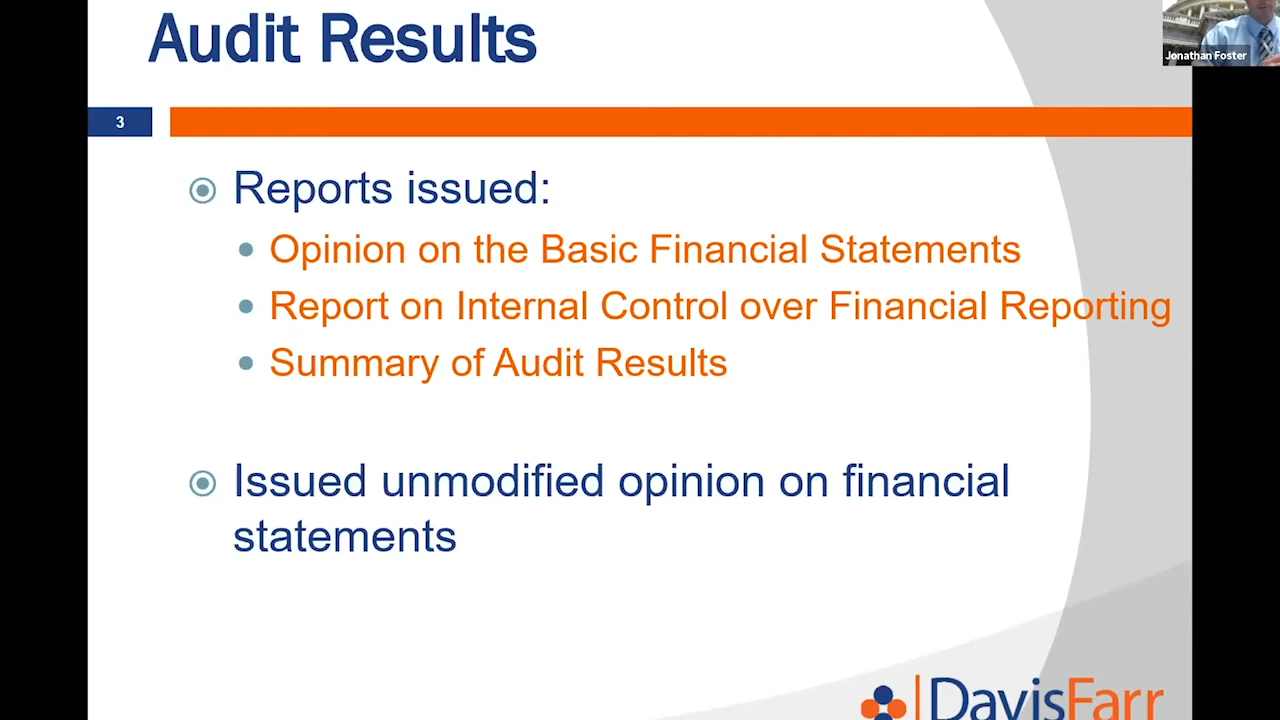 Audit Results
Jonathan Foster
3
Reports issued:
Opinion on the Basic Financial Statements
Report on Internal Control over Financial Reporting
Summary of Audit Results
Issued unmodified opinion on financial
statements
DavisFarr